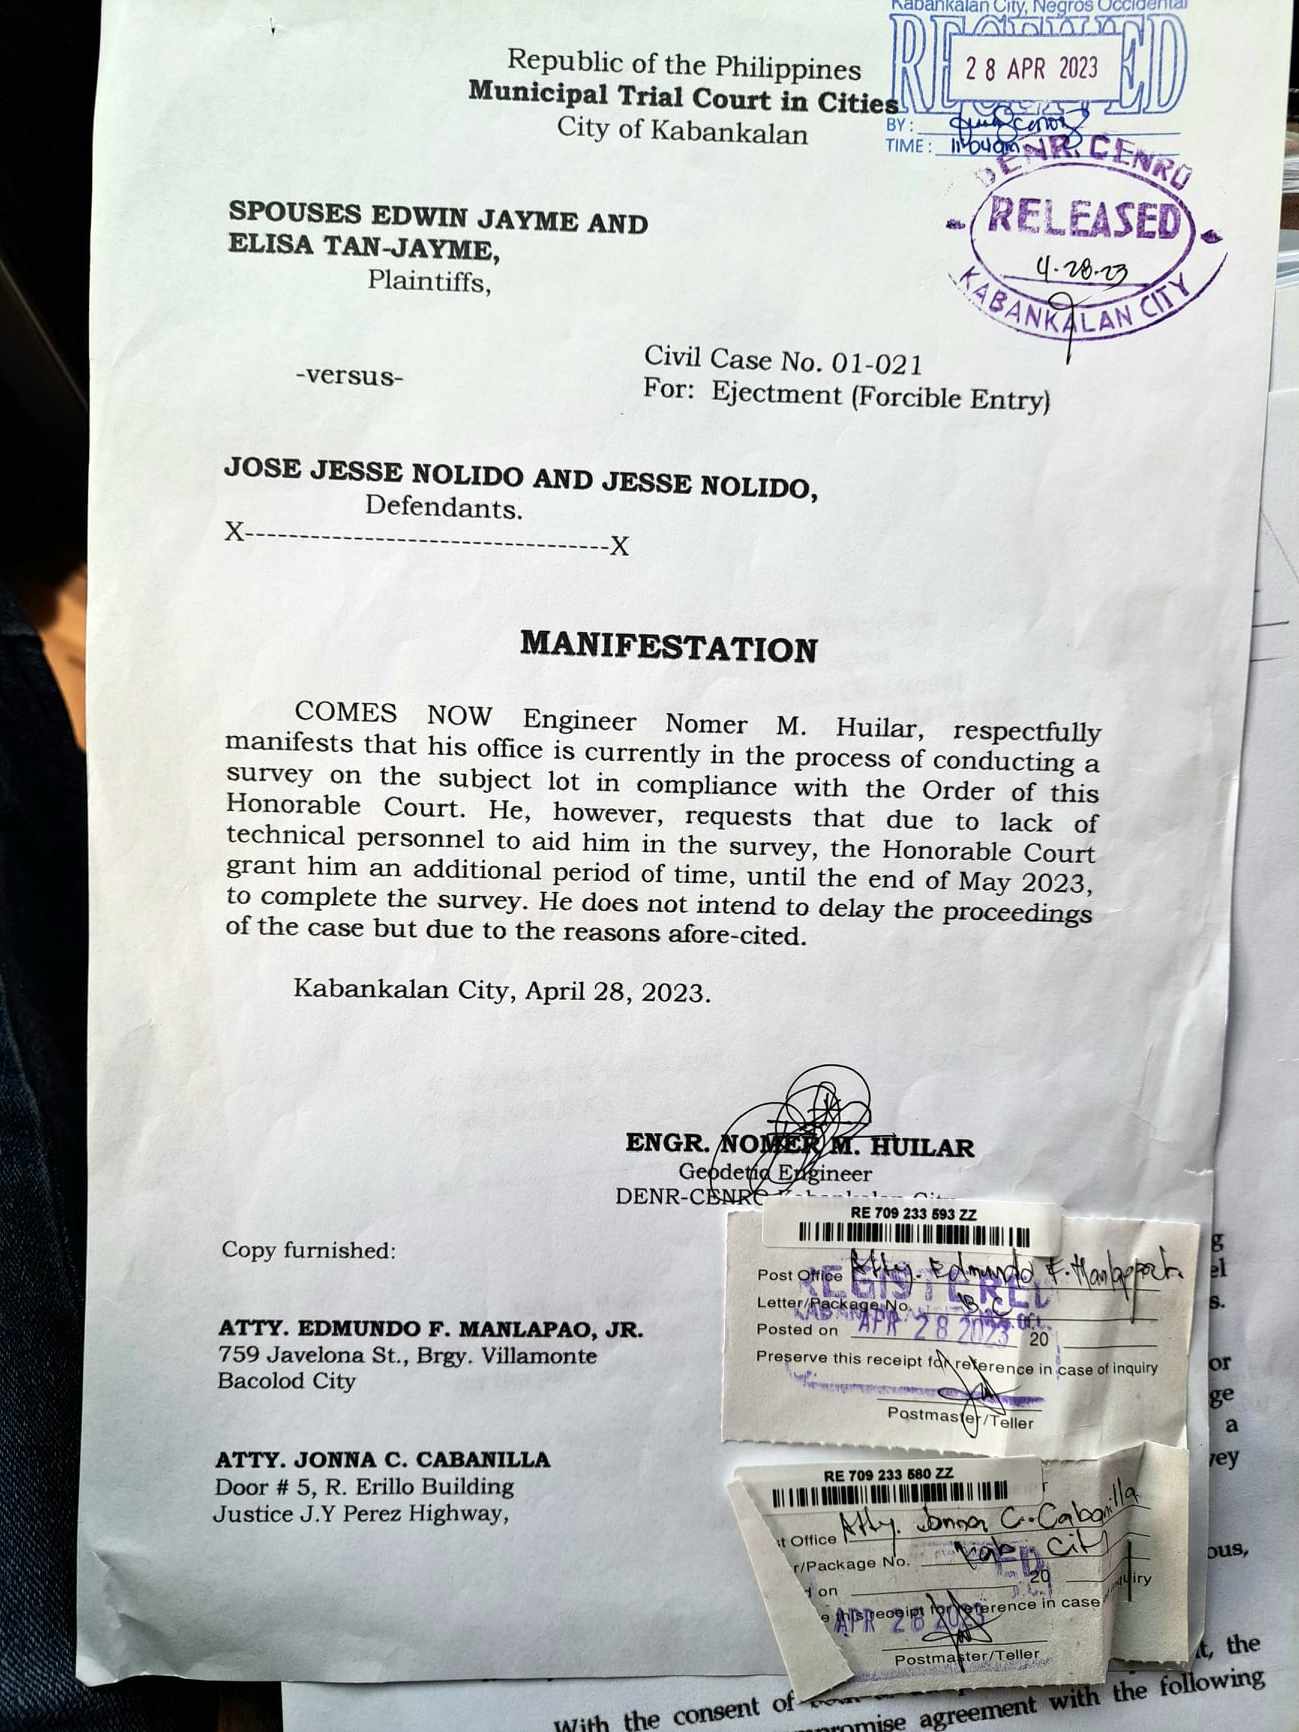 Kabankalan City, Negros Occidental
RECEIVED
28 APR 2023
BY:
TIME: 11:04am
DENR, CENRO
RELEASED
4-28-23
KABANKALAN CITY
Republic of the Philippines
Municipal Trial Court in Cities
City of Kabankalan
SPOUSES EDWIN JAYME AND
ELISA TAN-JAYME,
Plaintiffs,
-versus-
Civil Case No. 01-021
For: Ejectment (Forcible Entry)
JOSE JESSE NOLIDO AND JESSE NOLIDO,
Defendants.
X---------------------------------X
MANIFESTATION
COMES NOW Engineer Nomer M. Huilar, respectfully
manifests that his office is currently in the process of conducting a
survey on the subject lot in compliance with the Order of this
Honorable Court. He, however, requests that due to lack of
technical personnel to aid him in the survey, the Honorable Court
grant him an additional period of time, until the end of May 2023,
to complete the survey. He does not intend to delay the proceedings
of the case but due to the reasons afore-cited.
Kabankalan City, April 28, 2023.
ENGR. NOMER M. HUILAR
Geodetic Engineer
DENR-CENRO Kabankalan City
Copy furnished:
ATTY. EDMUNDO F. MANLAPAO, JR.
759 Javelona St., Brgy. Villamonte
Bacolod City
ATTY. JONNA C. CABANILLA
Door # 5, R. Erillo Building
Justice J.Y Perez Highway,
RE 709 233 593 ZZ
Post Office Atty. Edmundo F. Manlapao Jr.
REGISTERED
Letter/Package No. B.C.
Posted on APR 28 2023 20
Preserve this receipt for reference in case of inquiry
Postmaster/Teller
RE 709 233 580 ZZ
st Office Atty. Jonna C. Cabanilla
r/Package No. Kab. City
d on 20
e this receipt for reference in case inquiry
APR 28 2023
Postmaster/Teller
g
el
s.
or
ge
a
vey
ous,
t, the
With the consent of
promise agreement with the following